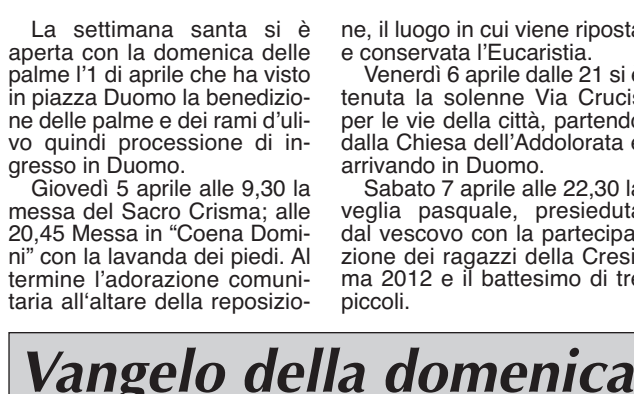 La settimana santa si è
aperta con la domenica delle
palme l'1 di aprile che ha visto
in piazza Duomo la benedizio-
ne delle palme e dei rami d'uli-
vo quindi processione di in-
gresso in Duomo.
Giovedì 5 aprile alle 9,30 la
messa del Sacro Crisma; alle
20,45 Messa in “Coena Domi-
ni” con la lavanda dei piedi. Al
termine l'adorazione comuni-
taria all‘altare della reposizio-
ne, il luogo in cui viene riposta
e conservata l'Eucaristia.
Venerdì 6 aprile dalle 21 si è
tenuta la solenne Via Crucis
per le vie della città, partendo
dalla Chiesa dell'Addolorata e
arrivando in Duomo.
Sabato 7 aprile alle 22,30 la
veglia pasquale, presieduta
dal vescovo con la partecipa-
zione dei ragazzi della Cresi-
ma 2012 e il battesimo di tre
piccoli.
Vangelo della domenica